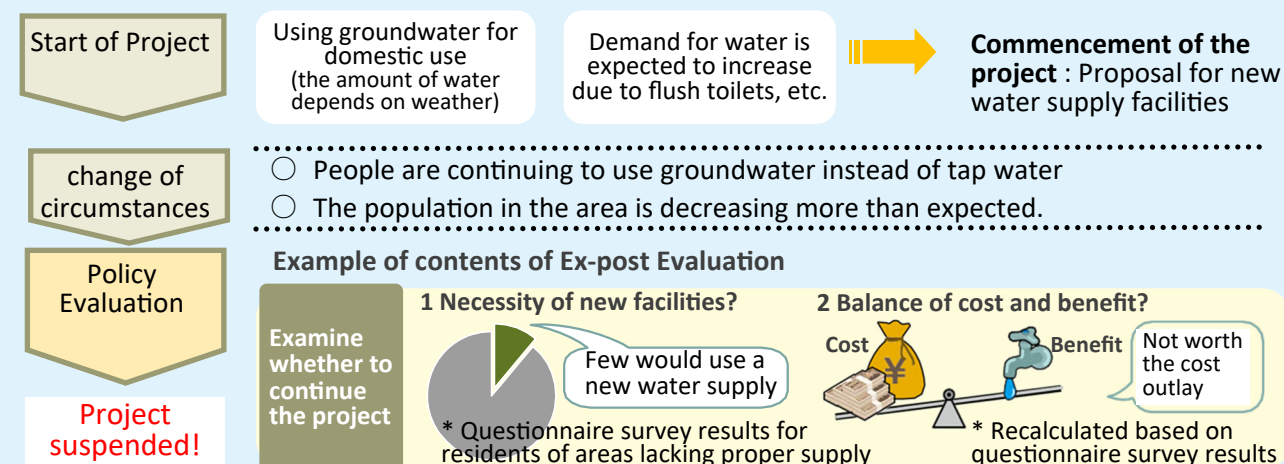 Start of Project
Using groundwater for
domestic use
(the amount of water
depends on weather)
Demand for water is
expected to increase
due to flush toilets, etc.
Commencement of the
project : Proposal for new
water supply facilities
change of
circumstances
○ People are continuing to use groundwater instead of tap water
○ The population in the area is decreasing more than expected.
Policy
Evaluation
Example of contents of Ex-post Evaluation
Examine
whether to
continue
the project
1 Necessity of new facilities?
Few would use a
new water supply
* Questionnaire survey results for
residents of areas lacking proper supply
2 Balance of cost and benefit?
Cost
¥
Benefit
Not worth
the cost
outlay
* Recalculated based on
questionnaire survey results
Project
suspended!